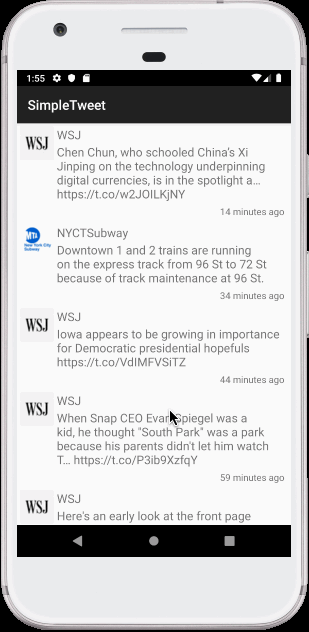 1:55
SimpleTweet
WSJ
WSJ
Chen Chun, who schooled China's Xi
Jinping on the technology underpinning
digital currencies, is in the spotlight a…
https://t.co/w2JOILKjNY
14 minutes ago
MTA
New York City
Subway
NYCTSubway
Downtown 1 and 2 trains are running
on the express track from 96 St to 72 St
because of track maintenance at 96 St.
34 minutes ago
WSJ
WSJ
Iowa appears to be growing in importance
for Democratic presidential hopefuls
https://t.co/VdIMFVSiTZ
44 minutes ago
WSJ
WSJ
When Snap CEO Evan Spiegel was a
kid, he thought "South Park" was a park
because his parents didn't let him watch
T… https://t.co/P3ib9XzfqY
59 minutes ago
WSJ
WSJ
Here's an early look at the front page